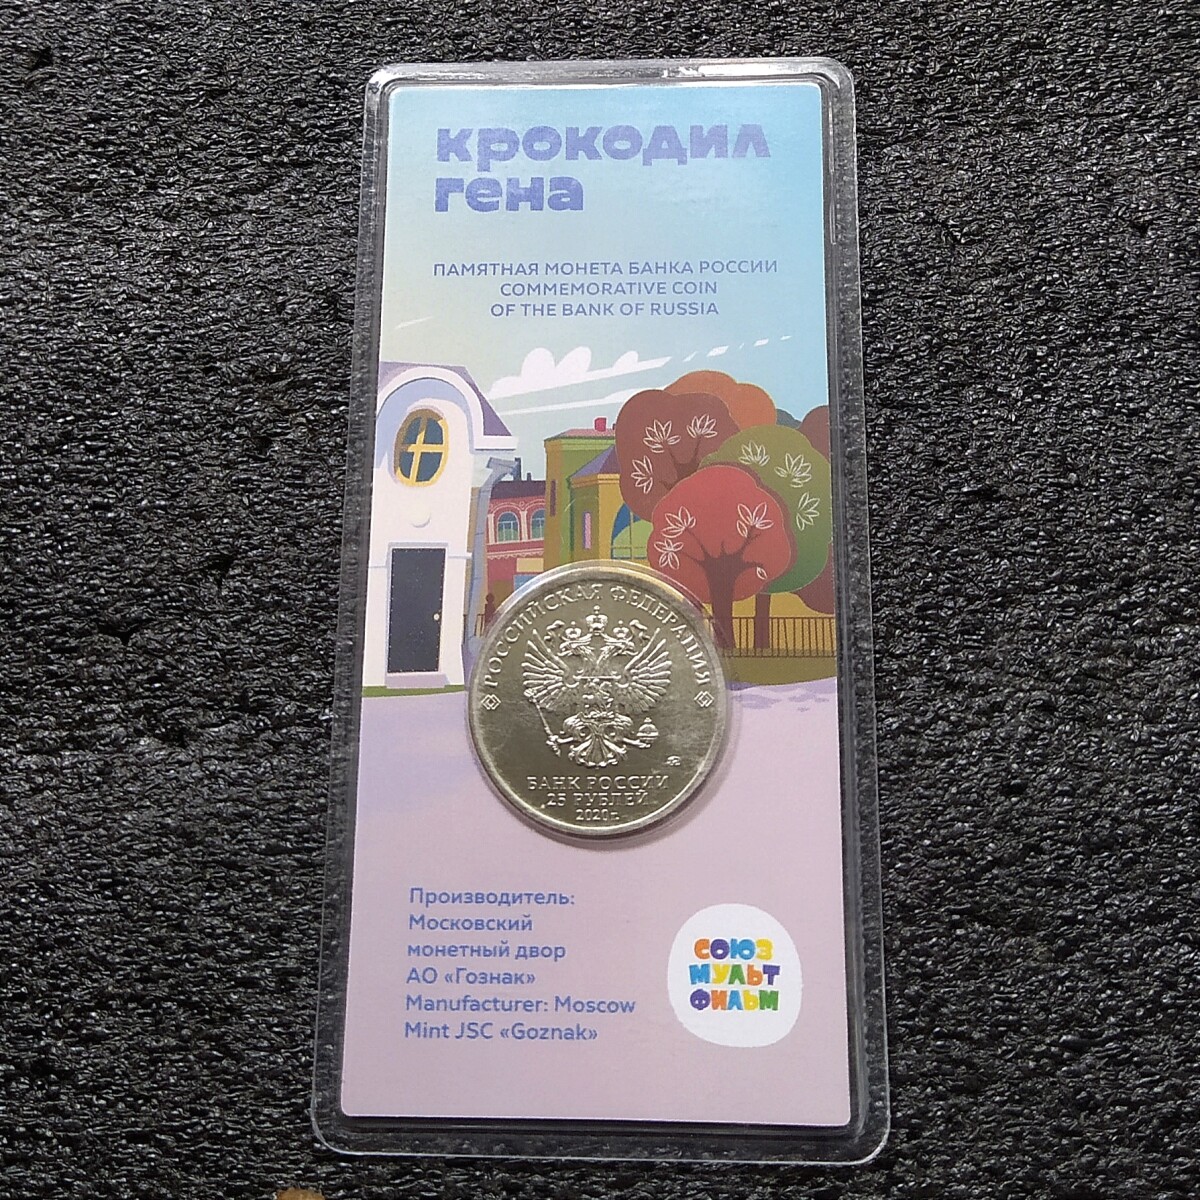 крокодил
гена
ПАМЯТНАЯ МОНЕТА БАНКА РОССИИ
COMMEMORATIVE COIN
OF THE BANK OF RUSSIA
РОССИЙСКАЯ ФЕДЕРАЦИЯ
БАНК РОССИИ
25 РУБЛЕЙ
2020 г.
Производитель:
Московский
монетный двор
АО «Гознак»
Manufacturer: Moscow
Mint JSC «Goznak»
СОЮЗ
МУЛЬТ
ФИЛЬМ